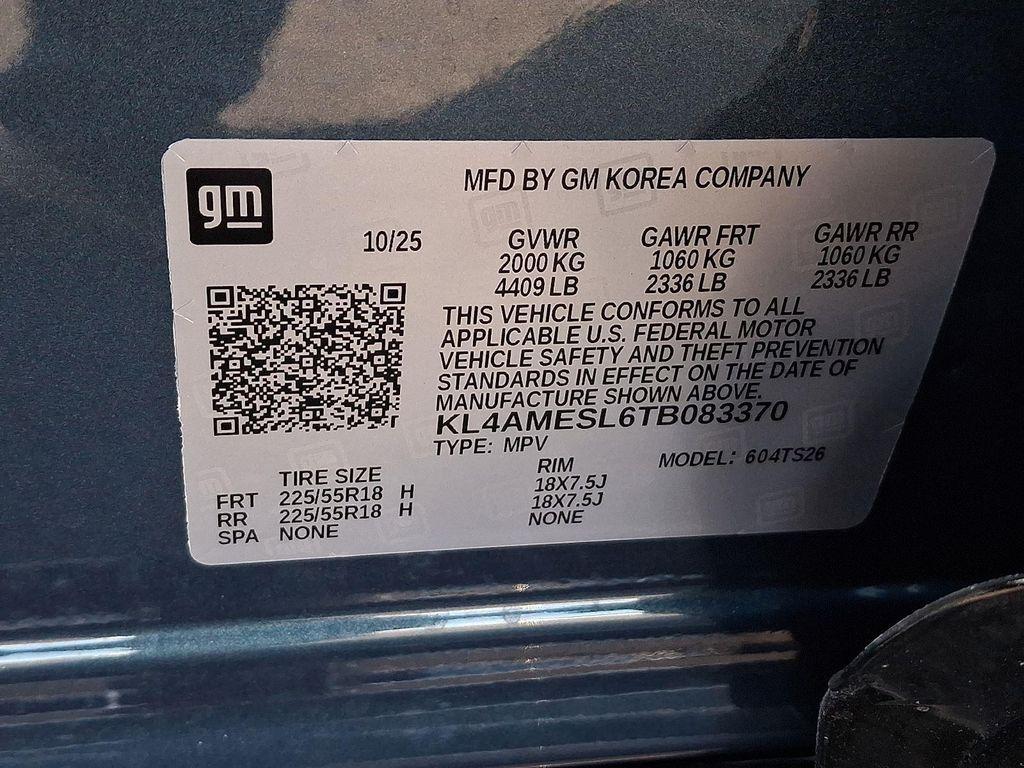 gm
MFD BY GM KOREA COMPANY
10/25
GVWR GAWR FRT GAWR RR
2000 KG 1060 KG 1060 KG
4409 LB 2336 LB 2336 LB
THIS VEHICLE CONFORMS TO ALL
APPLICABLE U.S. FEDERAL MOTOR
VEHICLE SAFETY AND THEFT PREVENTION
STANDARDS IN EFFECT ON THE DATE OF
MANUFACTURE SHOWN ABOVE.
KL4AMESL6TB083370
TYPE: MPV MODEL: 604TS26
TIRE SIZE RIM
FRT 225/55R18 H 18X7.5J
RR 225/55R18 H 18X7.5J
SPA NONE NONE